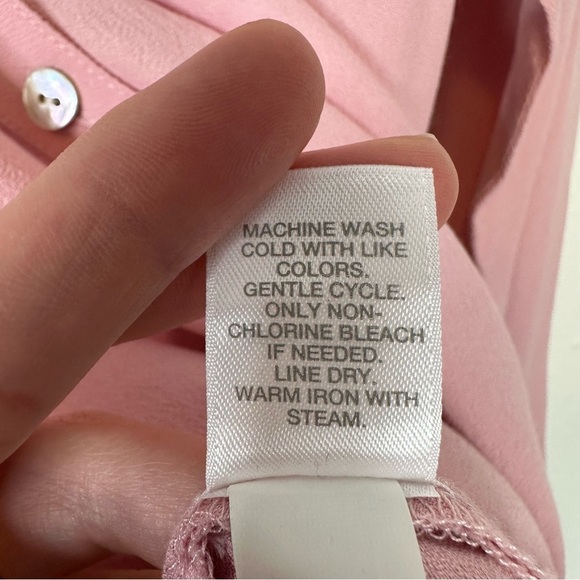 MACHINE WASH
COLD WITH LIKE
COLORS.
GENTLE CYCLE.
ONLY NON-
CHLORINE BLEACH
IF NEEDED.
LINE DRY.
WARM IRON WITH
STEAM.